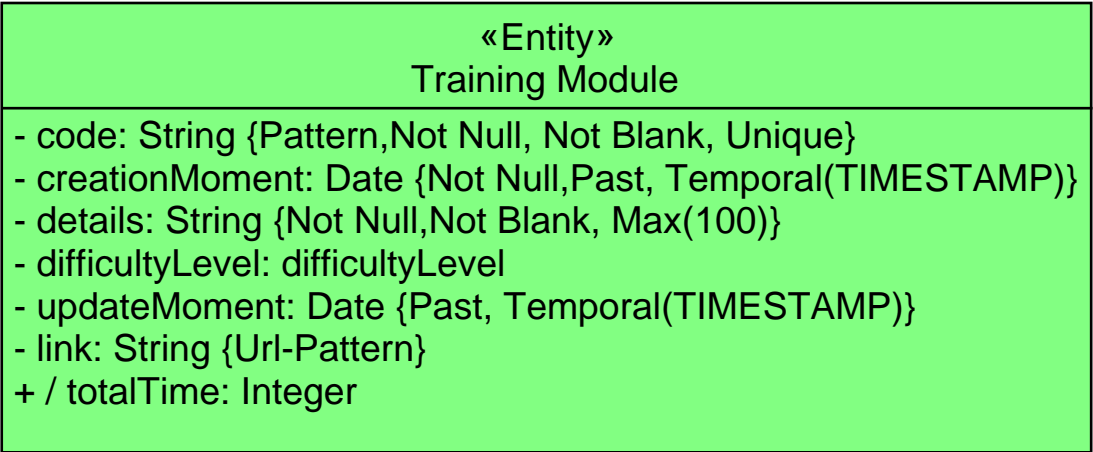 «Entity»
Training Module
- code: String {Pattern,Not Null, Not Blank, Unique}
- creationMoment: Date {Not Null,Past, Temporal(TIMESTAMP)}
- details: String {Not Null,Not Blank, Max(100)}
- difficultyLevel: difficultyLevel
- updateMoment: Date {Past, Temporal(TIMESTAMP)}
- link: String {Url-Pattern}
+ / totalTime: Integer